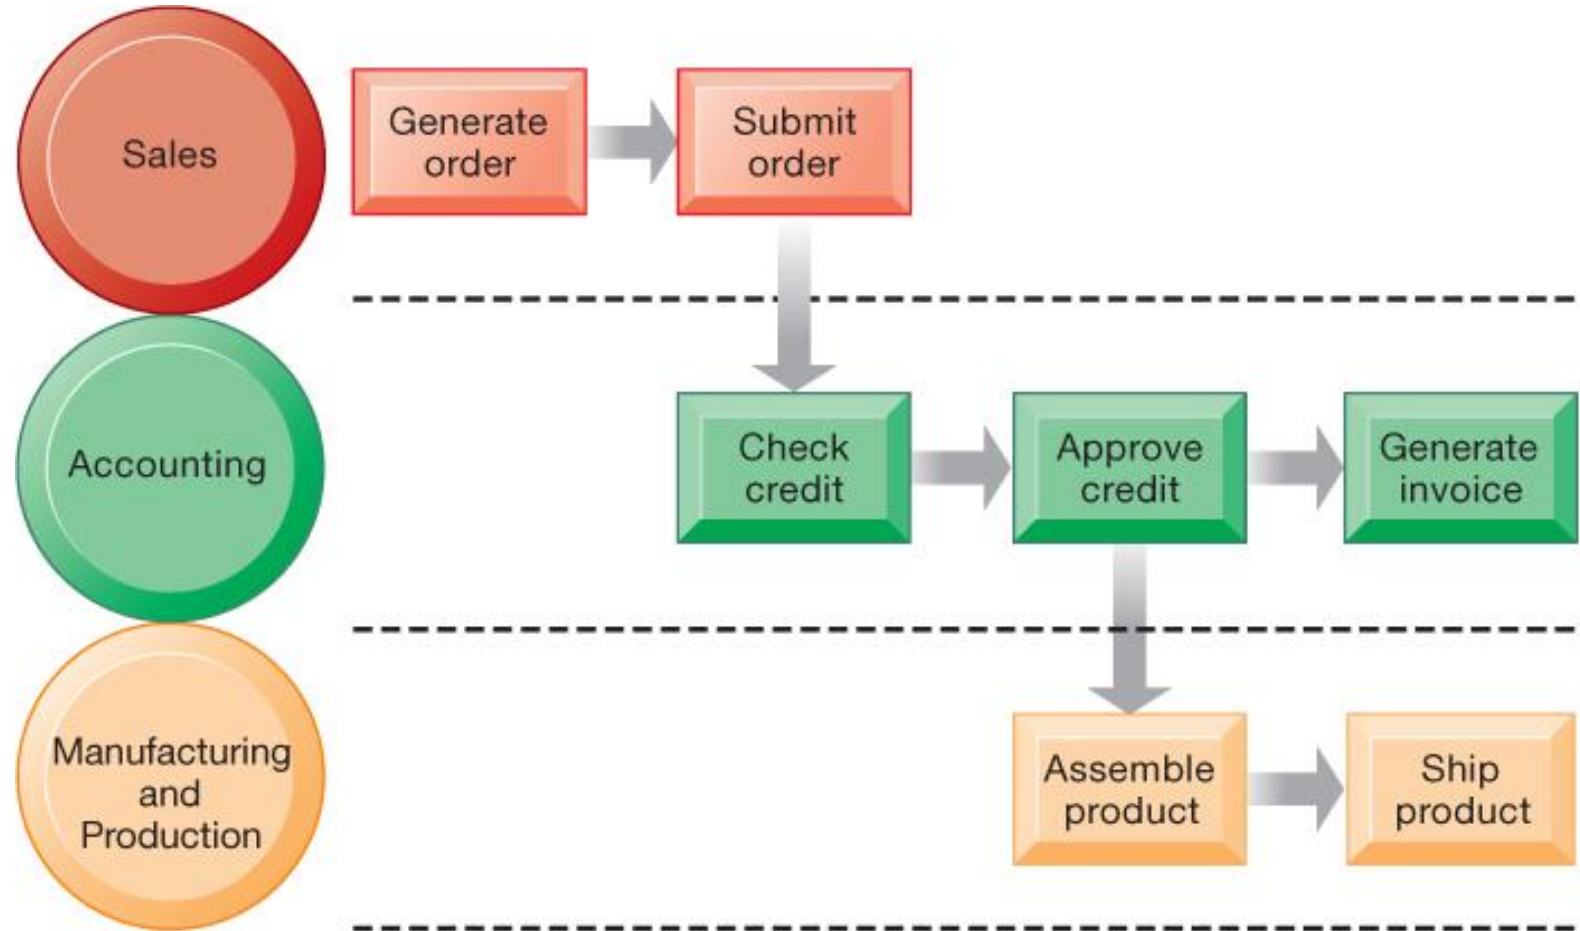 Sales
Generate
order
Submit
order
Accounting
Check
credit
Approve
credit
Generate
invoice
Manufacturing
and
Production
Assemble
product
Ship
product